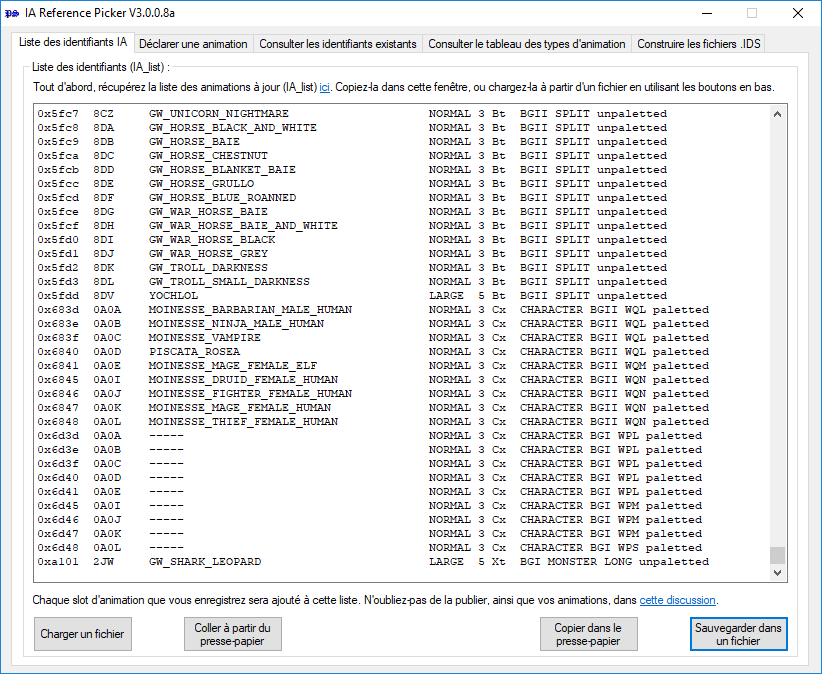 IA Reference Picker V3.0.0.8a
Liste des identifiants IA Déclarer une animation Consulter les identifiants existants Consulter le tableau des types d'animation Construire les fichiers .IDS
Liste des identifiants (IA_list) :
Tout d'abord, récupérez la liste des animations à jour (IA_list) ici. Copiez-la dans cette fenêtre, ou chargez-la à partir d'un fichier en utilisant les boutons en bas.
0x5fc7 8CZ GW_UNICORN_NIGHTMARE NORMAL 3 Bt BGII SPLIT unpaletted
0x5fc8 8DA GW_HORSE_BLACK_AND_WHITE NORMAL 3 Bt BGII SPLIT unpaletted
0x5fc9 8DB GW_HORSE_BAIE NORMAL 3 Bt BGII SPLIT unpaletted
0x5fca 8DC GW_HORSE_CHESTNUT NORMAL 3 Bt BGII SPLIT unpaletted
0x5fcb 8DD GW_HORSE_BLANKET_BAIE NORMAL 3 Bt BGII SPLIT unpaletted
0x5fcc 8DE GW_HORSE_GRULLO NORMAL 3 Bt BGII SPLIT unpaletted
0x5fcd 8DF GW_HORSE_BLUE_ROANNED NORMAL 3 Bt BGII SPLIT unpaletted
0x5fce 8DG GW_WAR_HORSE_BAIE NORMAL 3 Bt BGII SPLIT unpaletted
0x5fcf 8DH GW_WAR_HORSE_BAIE_AND_WHITE NORMAL 3 Bt BGII SPLIT unpaletted
0x5fd0 8DI GW_WAR_HORSE_BLACK NORMAL 3 Bt BGII SPLIT unpaletted
0x5fd1 8DJ GW_WAR_HORSE_GREY NORMAL 3 Bt BGII SPLIT unpaletted
0x5fd2 8DK GW_TROLL_DARKNESS NORMAL 3 Bt BGII SPLIT unpaletted
0x5fd3 8DL GW_TROLL_SMALL_DARKNESS NORMAL 3 Bt BGII SPLIT unpaletted
0x5fdd 8DV YOCHLOL LARGE 5 Bt BGII SPLIT unpaletted
0x683d 0A0A MOINESSE_BARBARIAN_MALE_HUMAN NORMAL 3 Cx CHARACTER BGII WQL paletted
0x683e 0A0B MOINESSE_NINJA_MALE_HUMAN NORMAL 3 Cx CHARACTER BGII WQL paletted
0x683f 0A0C MOINESSE_VAMPIRE NORMAL 3 Cx CHARACTER BGII WQL paletted
0x6840 0A0D PISCATA_ROSEA NORMAL 3 Cx CHARACTER BGII WQL paletted
0x6841 0A0E MOINESSE_MAGE_FEMALE_ELF NORMAL 3 Cx CHARACTER BGII WQM paletted
0x6845 0A0I MOINESSE_DRUID_FEMALE_HUMAN NORMAL 3 Cx CHARACTER BGII WQN paletted
0x6846 0A0J MOINESSE_FIGHTER_FEMALE_HUMAN NORMAL 3 Cx CHARACTER BGII WQN paletted
0x6847 0A0K MOINESSE_MAGE_FEMALE_HUMAN NORMAL 3 Cx CHARACTER BGII WQN paletted
0x6848 0A0L MOINESSE_THIEF_FEMALE_HUMAN NORMAL 3 Cx CHARACTER BGII WQN paletted
0x6d3d 0A0A ----- NORMAL 3 Cx CHARACTER BGI WPL paletted
0x6d3e 0A0B ----- NORMAL 3 Cx CHARACTER BGI WPL paletted
0x6d3f 0A0C ----- NORMAL 3 Cx CHARACTER BGI WPL paletted
0x6d40 0A0D ----- NORMAL 3 Cx CHARACTER BGI WPL paletted
0x6d41 0A0E ----- NORMAL 3 Cx CHARACTER BGI WPL paletted
0x6d45 0A0I ----- NORMAL 3 Cx CHARACTER BGI WPM paletted
0x6d46 0A0J ----- NORMAL 3 Cx CHARACTER BGI WPM paletted
0x6d47 0A0K ----- NORMAL 3 Cx CHARACTER BGI WPM paletted
0x6d48 0A0L ----- NORMAL 3 Cx CHARACTER BGI WPS paletted
0xa101 2JW GW_SHARK_LEOPARD LARGE 5 Xt BGI MONSTER LONG unpaletted
Chaque slot d'animation que vous enregistrez sera ajouté à cette liste. N'oubliez-pas de la publier, ainsi que vos animations, dans cette discussion.
Charger un fichier
Coller à partir du
presse-papier
Copier dans le
presse-papier
Sauvegarder dans
un fichier